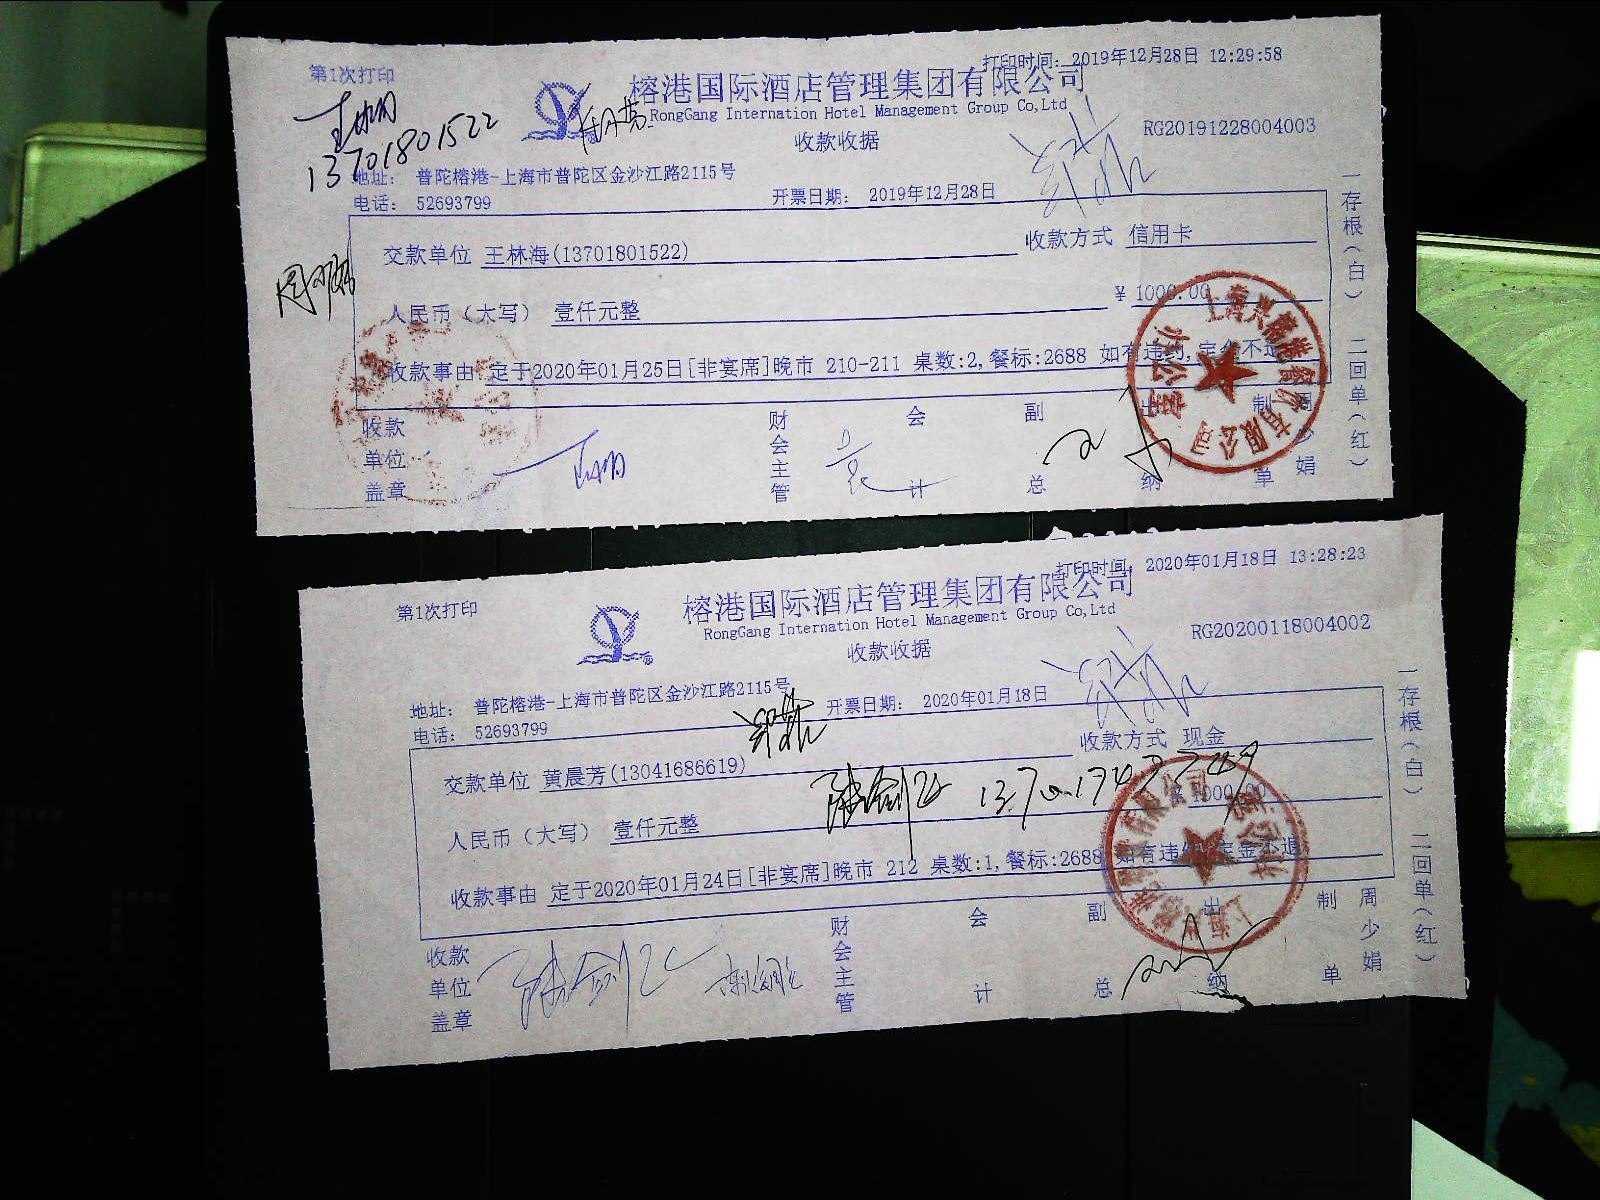 第1次打印
打印时间: 2019年12月28日 12:29:58
榕港国际酒店管理集团有限公司
RongGang Internation Hotel Management Group Co,Ltd
收款收据
RG20191228004003
13701801522
地址: 普陀榕港-上海市普陀区金沙江路2115号
电话: 52693799
开票日期: 2019年12月28日
交款单位 王林海(13701801522)
收款方式 信用卡
人民币（大写） 壹仟元整
¥ 1000.00
收款事由 定于2020年01月25日[非宴席]晚市 210-211 桌数:2,餐标:2688 如有违约,定金不退
收款单位盖章
财会主管
会计
副总
出纳
制单
周少娟
一存根(白) 二回单(红)
第1次打印
打印时间: 2020年01月18日 13:28:23
榕港国际酒店管理集团有限公司
RongGang Internation Hotel Management Group Co,Ltd
收款收据
RG20200118004002
地址: 普陀榕港-上海市普陀区金沙江路2115号
电话: 52693799
开票日期: 2020年01月18日
交款单位 黄晨芳(13041686619)
收款方式 现金
人民币（大写） 壹仟元整
¥ 1000.00
收款事由 定于2020年01月24日[非宴席]晚市 212 桌数:1,餐标:2688 如有违约,定金不退
收款单位盖章
财会主管
会计
副总
出纳
制单
周少娟
一存根(白) 二回单(红)